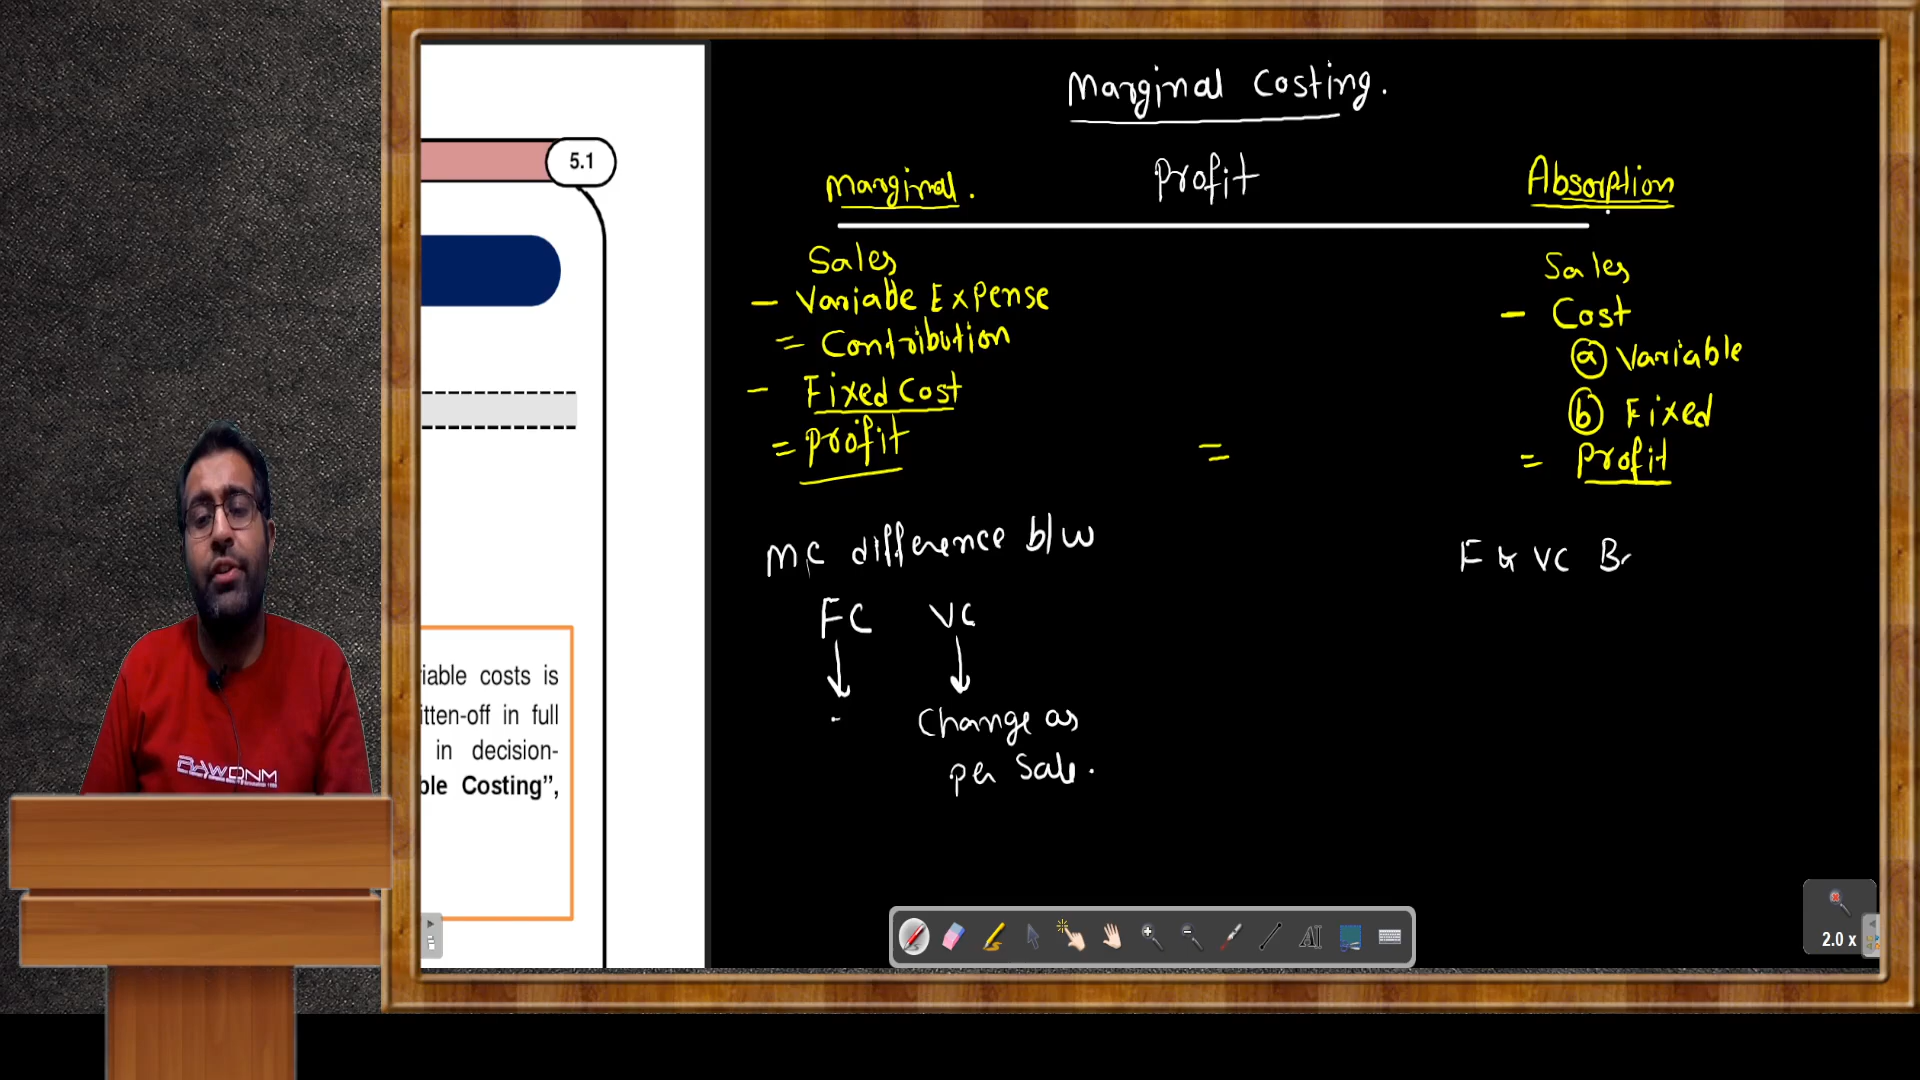 5.1
iable costs is
itten-off in full
in decision-
ble Costing",
Marginal Costing.
Marginal.
Profit
Absorption
Sales
- Variable Expense
= Contribution
- Fixed Cost
= Profit
=
Sales
- Cost
a Variable
b Fixed
= Profit
MC difference b/w
FC VC
Change as
per Sale.
F & VC B
2.0 x